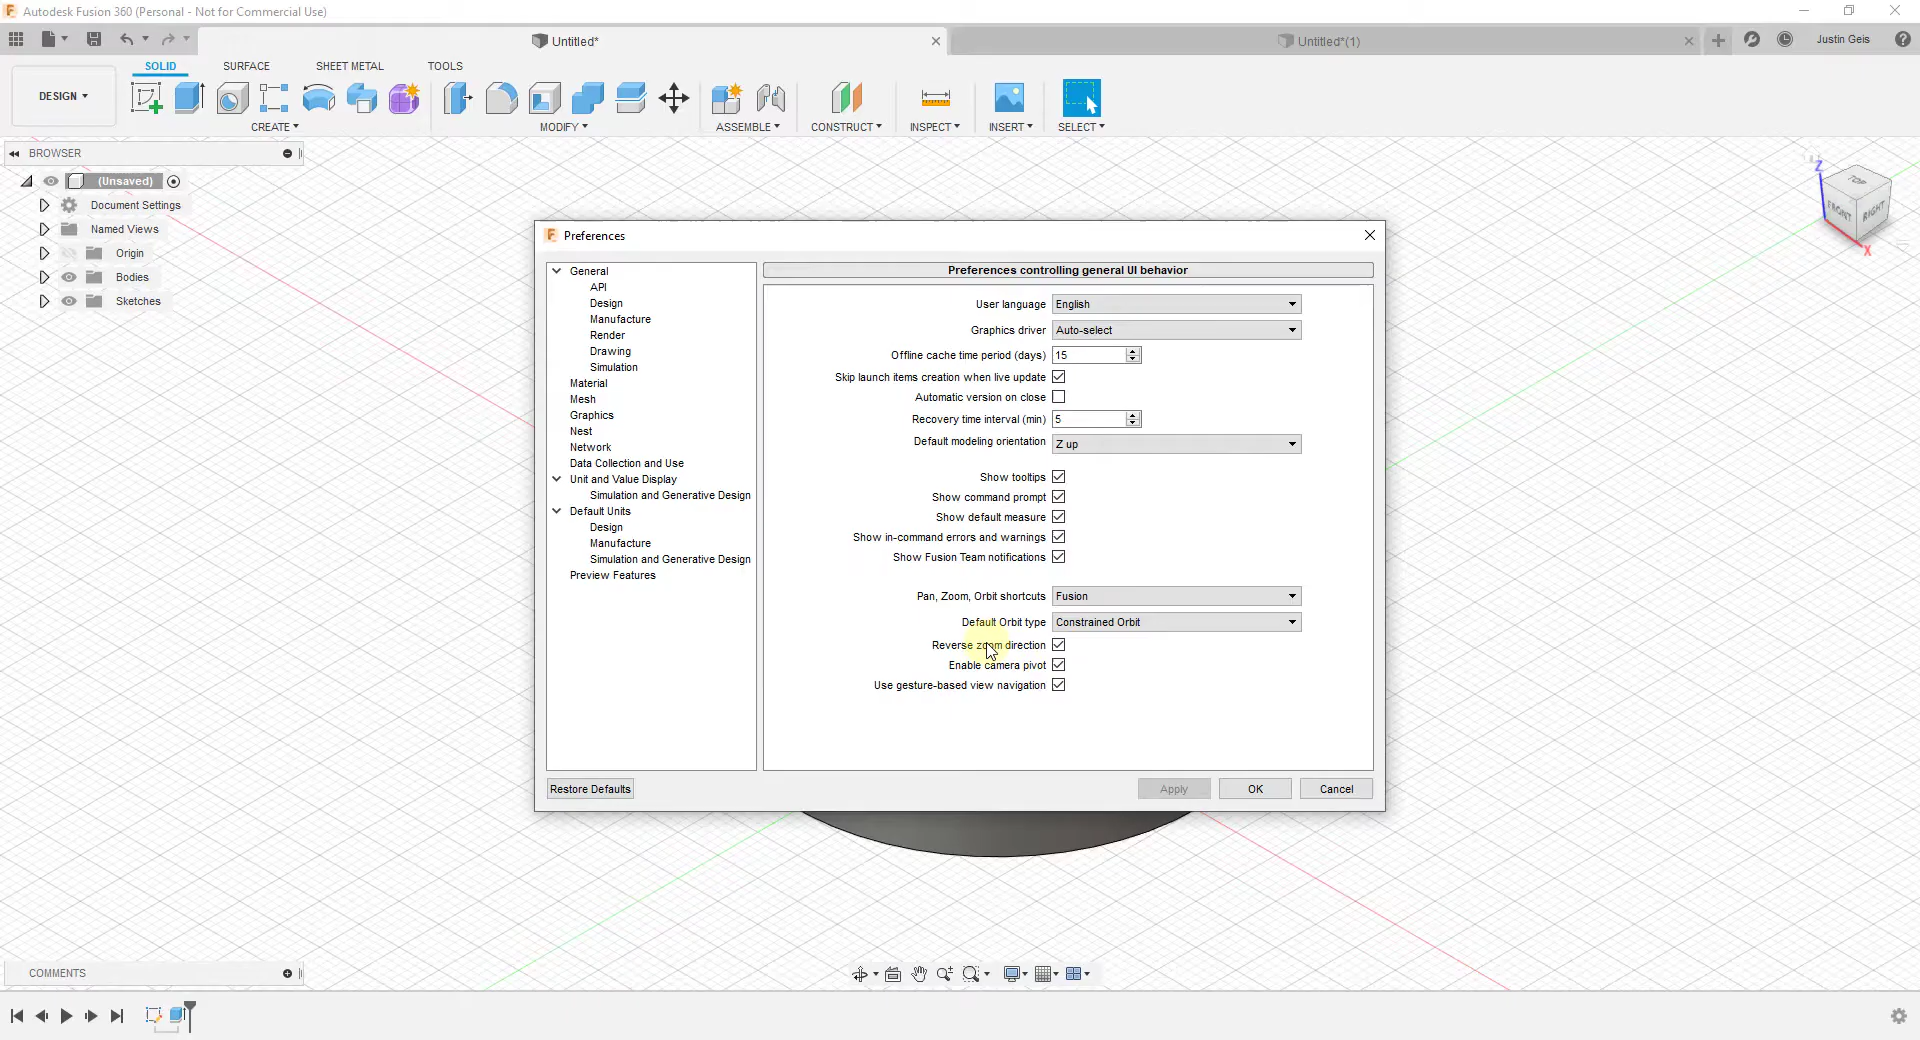 Autodesk Fusion 360 (Personal - Not for Commercial Use)
Untitled*
Untitled*(1)
Justin Geis
SOLID
SURFACE
SHEET METAL
TOOLS
DESIGN
CREATE
MODIFY
ASSEMBLE
CONSTRUCT
INSPECT
INSERT
SELECT
BROWSER
(Unsaved)
Document Settings
Named Views
Origin
Bodies
Sketches
Z
TOP
FRONT
RIGHT
X
Preferences
General
API
Design
Manufacture
Render
Drawing
Simulation
Material
Mesh
Graphics
Nest
Network
Data Collection and Use
Unit and Value Display
Simulation and Generative Design
Default Units
Design
Manufacture
Simulation and Generative Design
Preview Features
Preferences controlling general UI behavior
User language English
Graphics driver Auto-select
Offline cache time period (days) 15
Skip launch items creation when live update
Automatic version on close
Recovery time interval (min) 5
Default modeling orientation Z up
Show tooltips
Show command prompt
Show default measure
Show in-command errors and warnings
Show Fusion Team notifications
Pan, Zoom, Orbit shortcuts Fusion
Default Orbit type Constrained Orbit
Reverse zoom direction
Enable camera pivot
Use gesture-based view navigation
Restore Defaults
Apply
OK
Cancel
COMMENTS